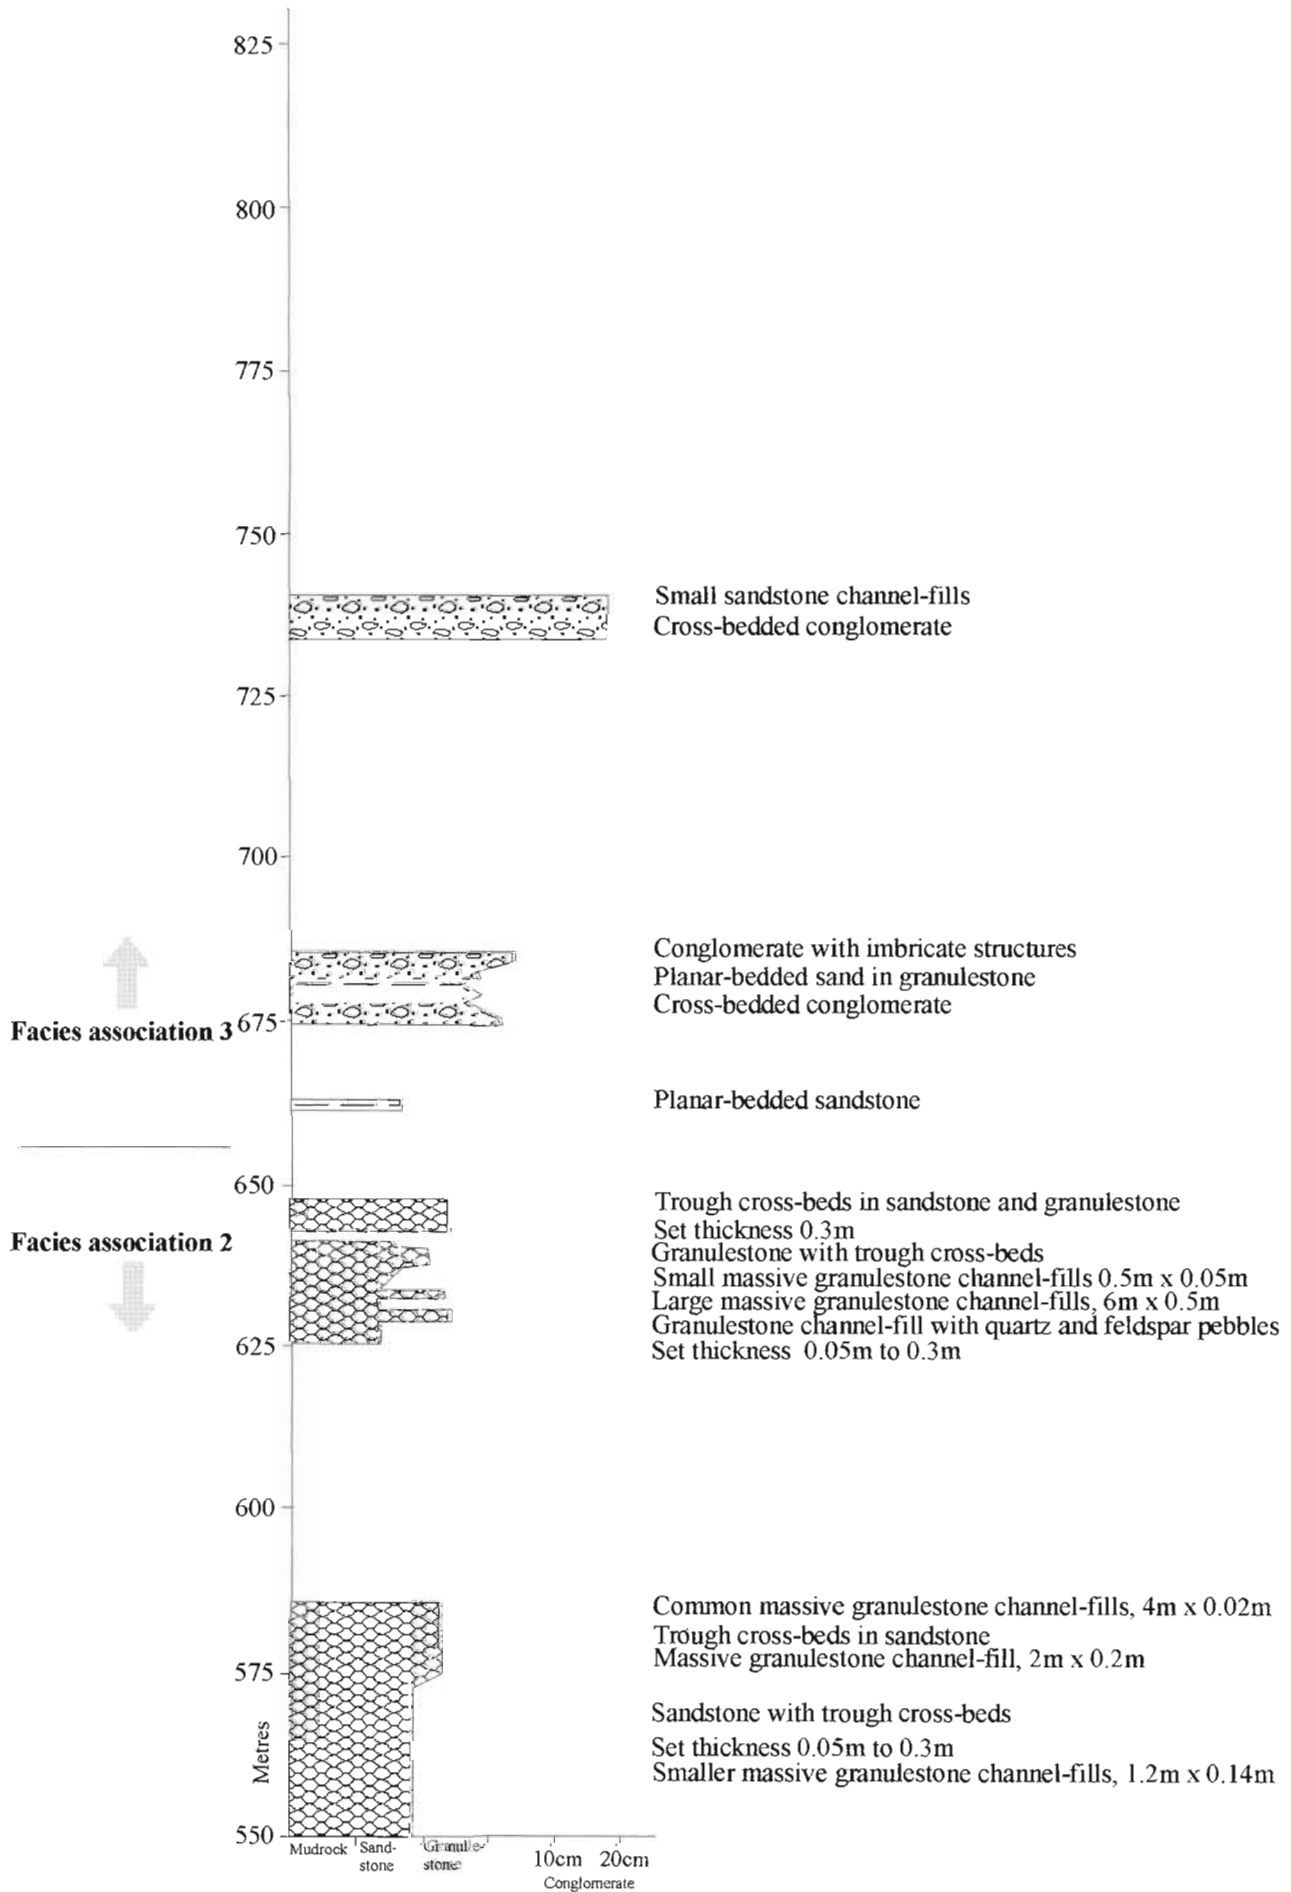 825
800
775
750
Small sandstone channel-fills
Cross-bedded conglomerate
725
700
Conglomerate with imbricate structures
Planar-bedded sand in granulestone
Cross-bedded conglomerate
Facies association 3
675
Planar-bedded sandstone
650
Trough cross-beds in sandstone and granulestone
Set thickness 0.3m
Facies association 2
Granulestone with trough cross-beds
Small massive granulestone channel-fills 0.5m x 0.05m
Large massive granulestone channel-fills, 6m x 0.5m
Granulestone channel-fill with quartz and feldspar pebbles
625
Set thickness 0.05m to 0.3m
600
Common massive granulestone channel-fills, 4m x 0.02m
Trough cross-beds in sandstone
Massive granulestone channel-fill, 2m x 0.2m
575
Sandstone with trough cross-beds
Set thickness 0.05m to 0.3m
Smaller massive granulestone channel-fills, 1.2m x 0.14m
Metres
550
Mudrock
Sand-
stone
Granule-
stone
10cm 20cm
Conglomerate